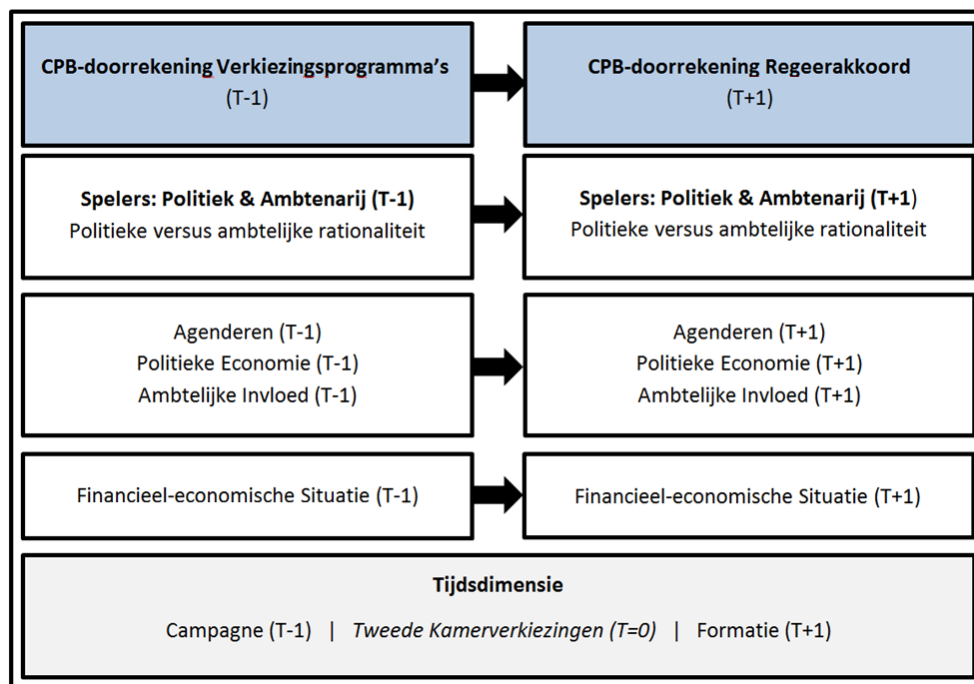 CPB-doorrekening Verkiezingsprogramma’s
(T-1)
CPB-doorrekening Regeerakkoord
(T+1)
Spelers: Politiek & Ambtenarij (T-1)
Politieke versus ambtelijke rationaliteit
Spelers: Politiek & Ambtenarij (T+1)
Politieke versus ambtelijke rationaliteit
Agenderen (T-1)
Politieke Economie (T-1)
Ambtelijke Invloed (T-1)
Agenderen (T+1)
Politieke Economie (T+1)
Ambtelijke Invloed (T+1)
Financieel-economische Situatie (T-1)
Financieel-economische Situatie (T+1)
Tijdsdimensie
Campagne (T-1) | Tweede Kamerverkiezingen (T=0) | Formatie (T+1)